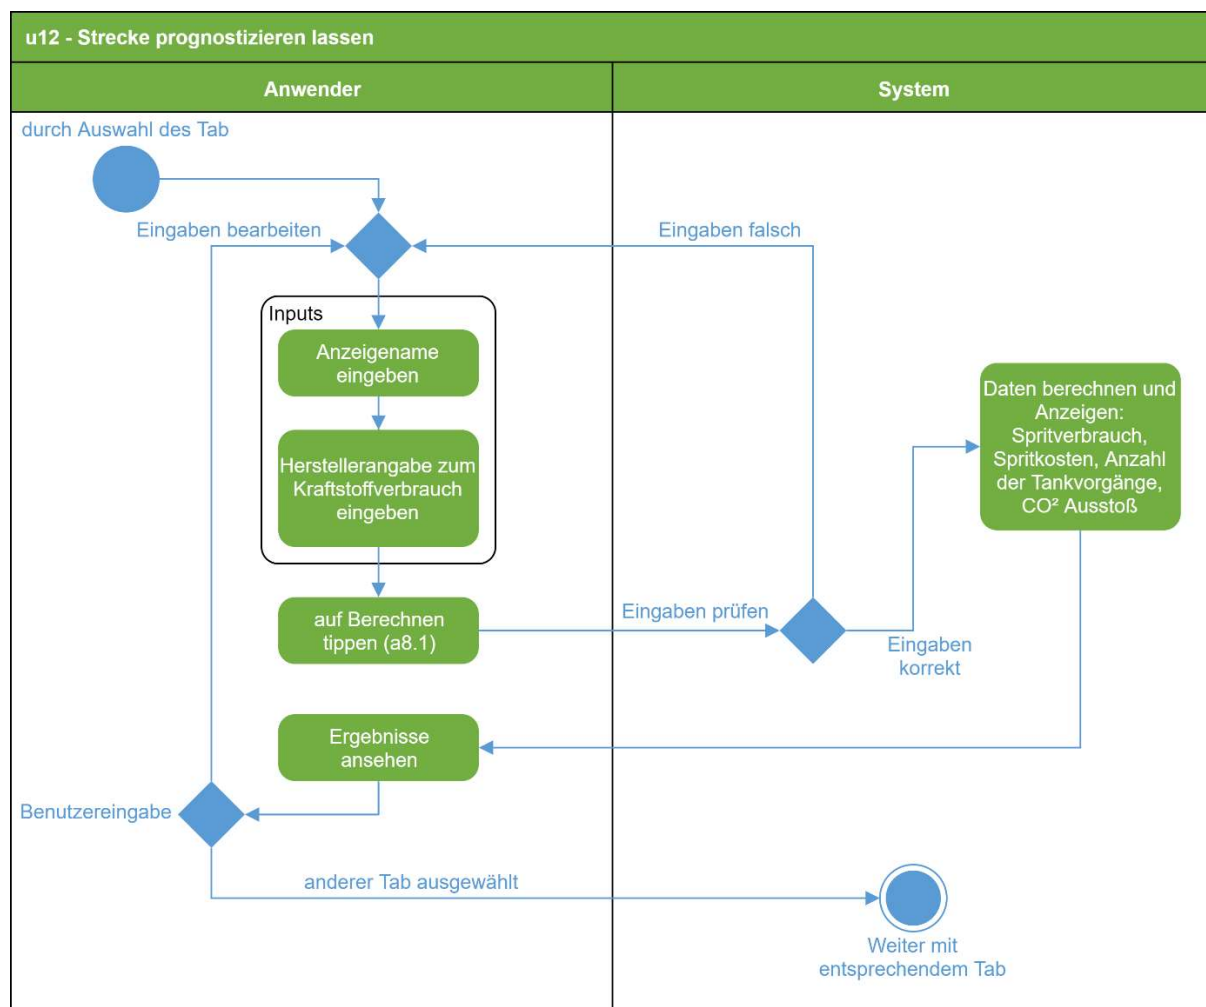 u12 - Strecke prognostizieren lassen
Anwender
System
durch Auswahl des Tab
Eingaben bearbeiten
Eingaben falsch
Inputs
Anzeigename
eingeben
Herstellerangabe zum
Kraftstoffverbrauch
eingeben
Daten berechnen und
Anzeigen:
Spritverbrauch,
Spritkosten, Anzahl
der Tankvorgänge,
CO² Ausstoß
auf Berechnen
tippen (a8.1)
Eingaben prüfen
Eingaben
korrekt
Ergebnisse
ansehen
Benutzereingabe
anderer Tab ausgewählt
Weiter mit
entsprechendem Tab